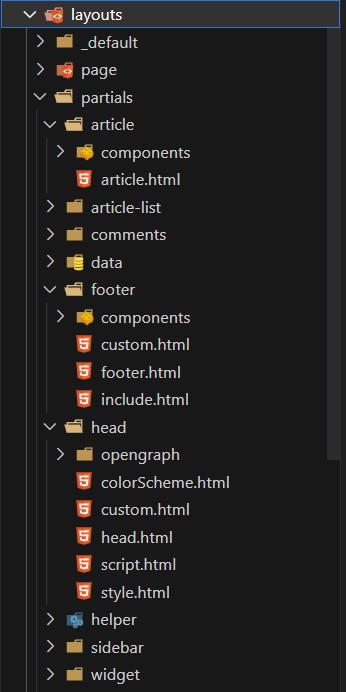 layouts
_default
page
partials
article
components
article.html
article-list
comments
data
footer
components
custom.html
footer.html
include.html
head
opengraph
colorScheme.html
custom.html
head.html
script.html
style.html
helper
sidebar
widget